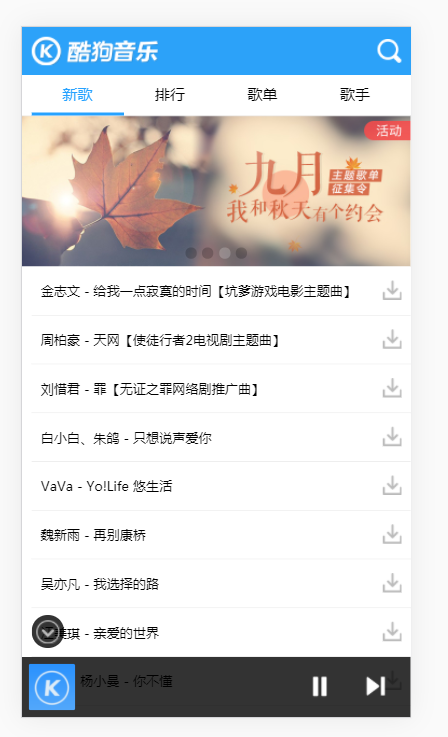 酷狗音乐
新歌 排行 歌单 歌手
活动
九月 主题歌单
征集令
我和秋天有个约会
金志文 - 给我一点寂寞的时间【坑爹游戏电影主题曲】
周柏豪 - 天网【使徒行者2电视剧主题曲】
刘惜君 - 罪【无证之罪网络剧推广曲】
白小白、朱鸽 - 只想说声爱你
VaVa - Yo!Life 悠生活
魏新雨 - 再别康桥
吴亦凡 - 我选择的路
琪 - 亲爱的世界
杨小曼 - 你不懂